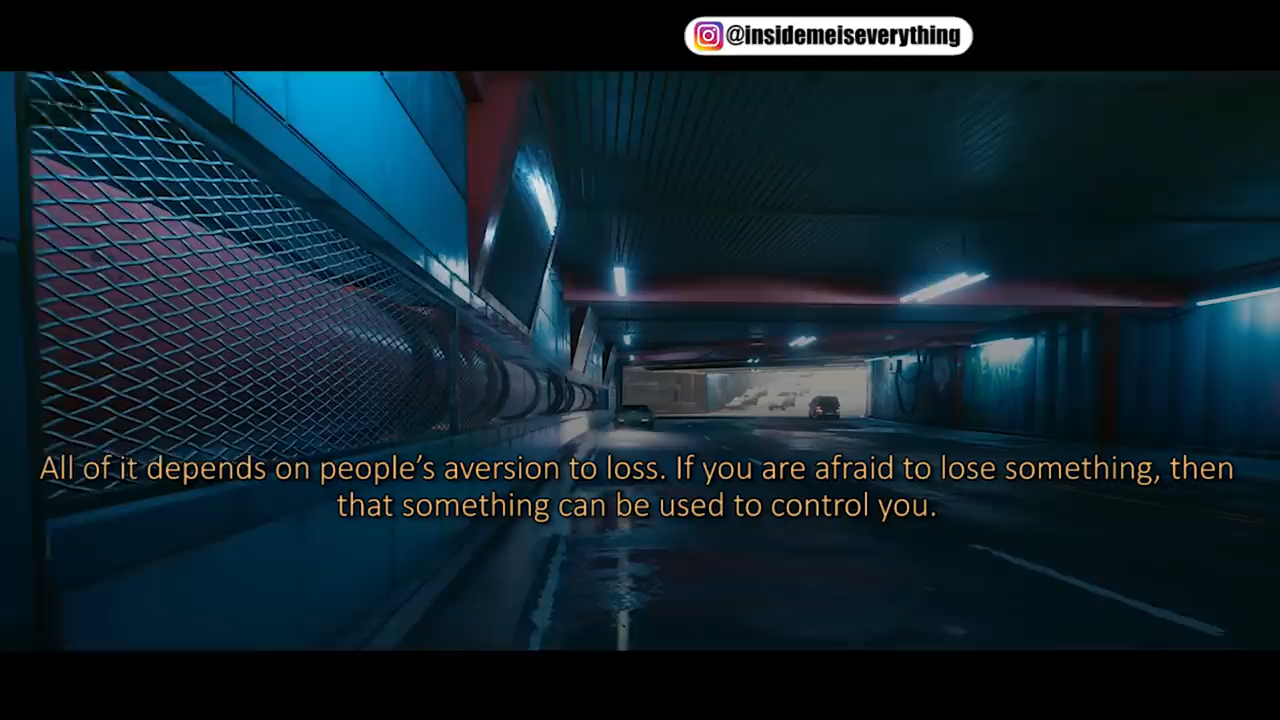 @insidemeiseverything
All of it depends on people’s aversion to loss. If you are afraid to lose something, then
that something can be used to control you.